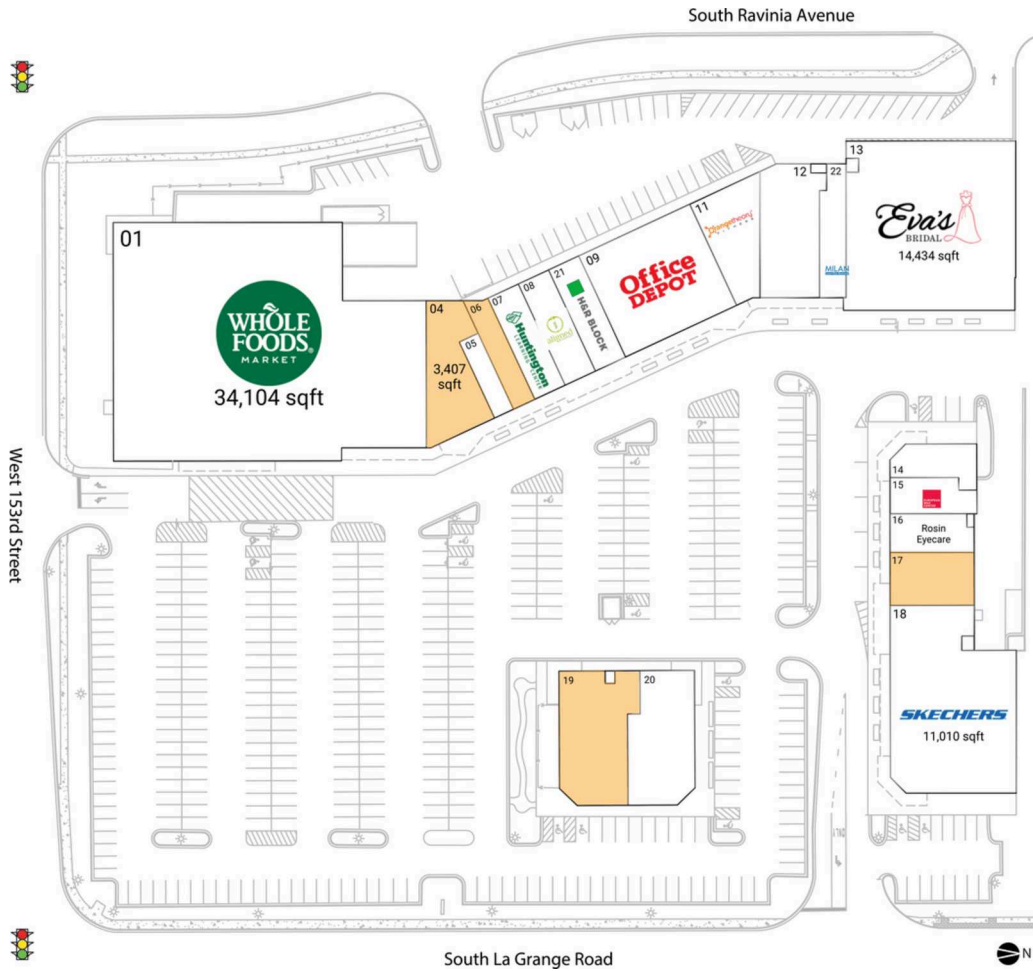 South Ravinia Avenue
13
12
22
Eva's
BRIDAL
14,434 sqft
MILAN
11
09
Office
DEPOT
21
H&R BLOCK
08
07
Huntington
06
05
04
3,407
sqft
01
WHOLE
FOODS
MARKET
34,104 sqft
West 153rd Street
14
15
16
Rosin
Eyecare
17
18
SKECHERS
11,010 sqft
19
20
South La Grange Road
N